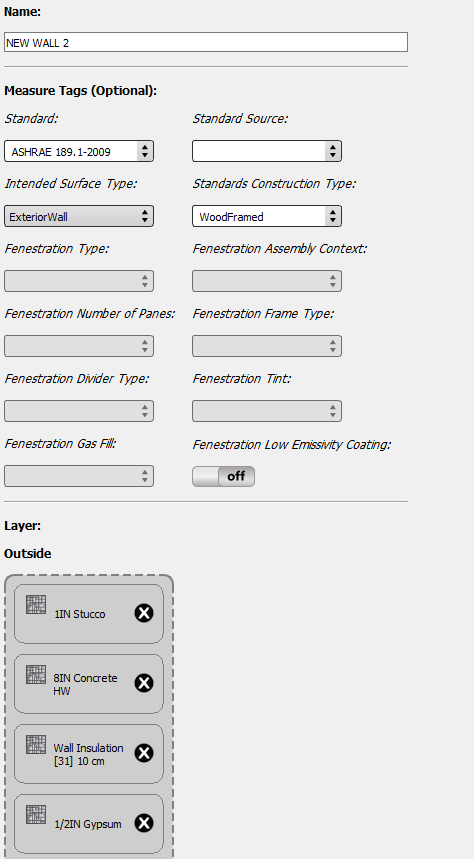 Name:
NEW WALL 2
Measure Tags (Optional):
Standard: Standard Source:
ASHRAE 189.1-2009
Intended Surface Type: Standards Construction Type:
ExteriorWall WoodFramed
Fenestration Type: Fenestration Assembly Context:
Fenestration Number of Panes: Fenestration Frame Type:
Fenestration Divider Type: Fenestration Tint:
Fenestration Gas Fill: Fenestration Low Emissivity Coating:
off
Layer:
Outside
1IN Stucco
8IN Concrete
HW
Wall Insulation
[31] 10 cm
1/2IN Gypsum